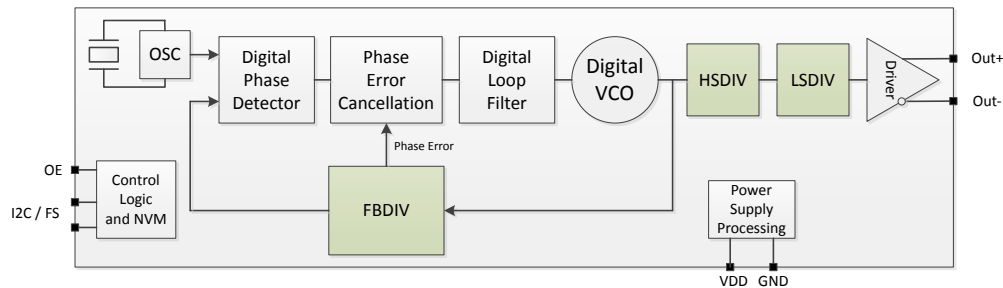 OSC
Digital
Phase
Detector
Phase
Error
Cancellation
Digital
Loop
Filter
Digital
VCO
HSDIV
LSDIV
Driver
Out+
Out-
Phase Error
FBDIV
OE
I2C / FS
Control
Logic
and NVM
Power
Supply
Processing
VDD
GND